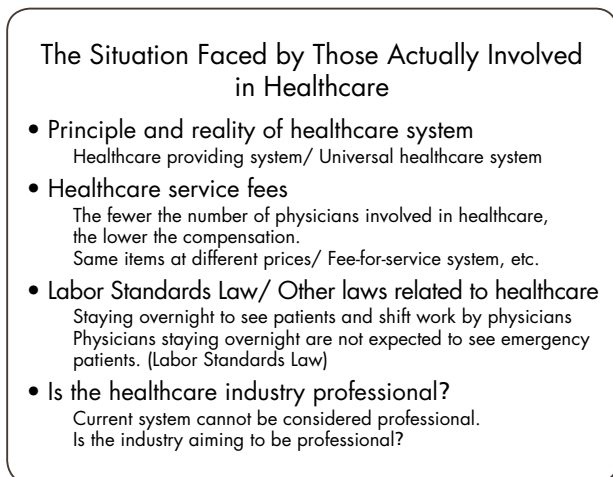 The Situation Faced by Those Actually Involved
in Healthcare
• Principle and reality of healthcare system
Healthcare providing system/ Universal healthcare system
• Healthcare service fees
The fewer the number of physicians involved in healthcare,
the lower the compensation.
Same items at different prices/ Fee-for-service system, etc.
• Labor Standards Law/ Other laws related to healthcare
Staying overnight to see patients and shift work by physicians
Physicians staying overnight are not expected to see emergency
patients. (Labor Standards Law)
• Is the healthcare industry professional?
Current system cannot be considered professional.
Is the industry aiming to be professional?